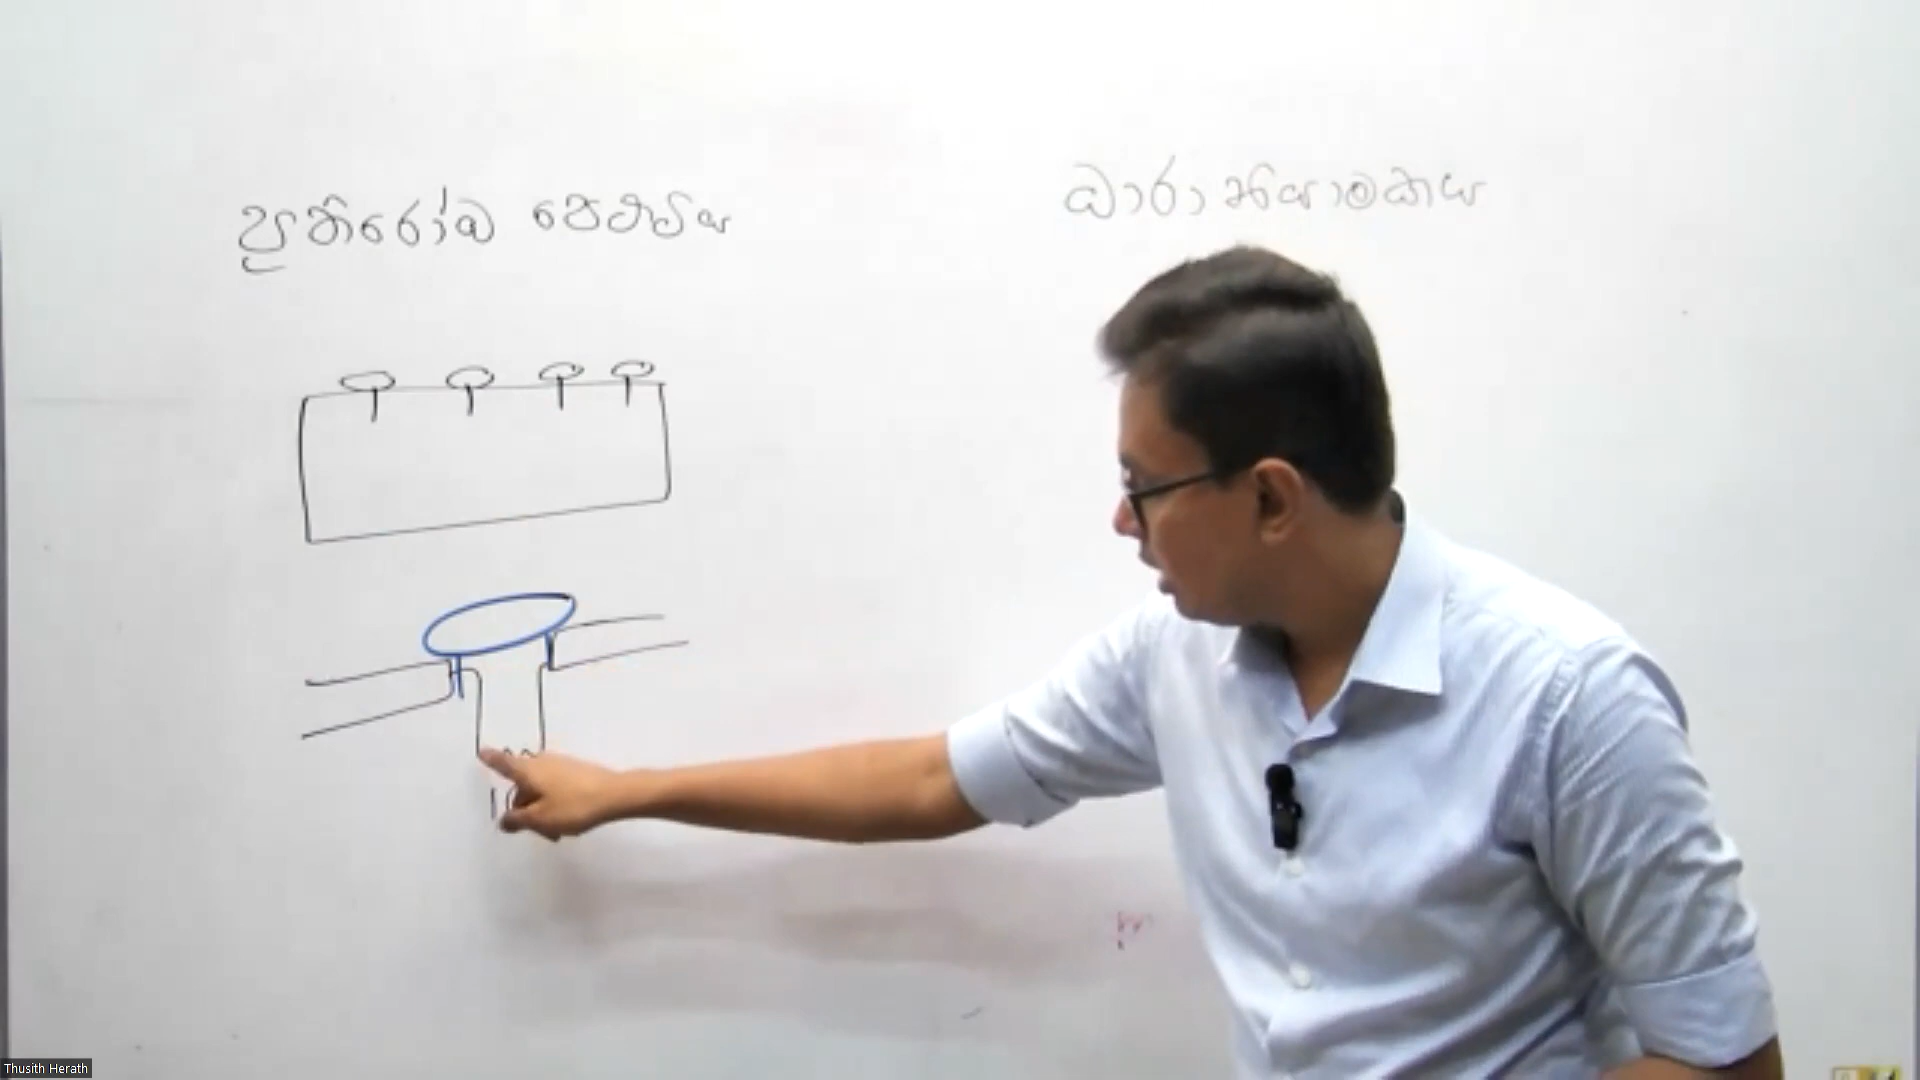 ප්‍රතිරෝධ පෙට්ටිය
ධාරා නියාමකය
Thusith Herath